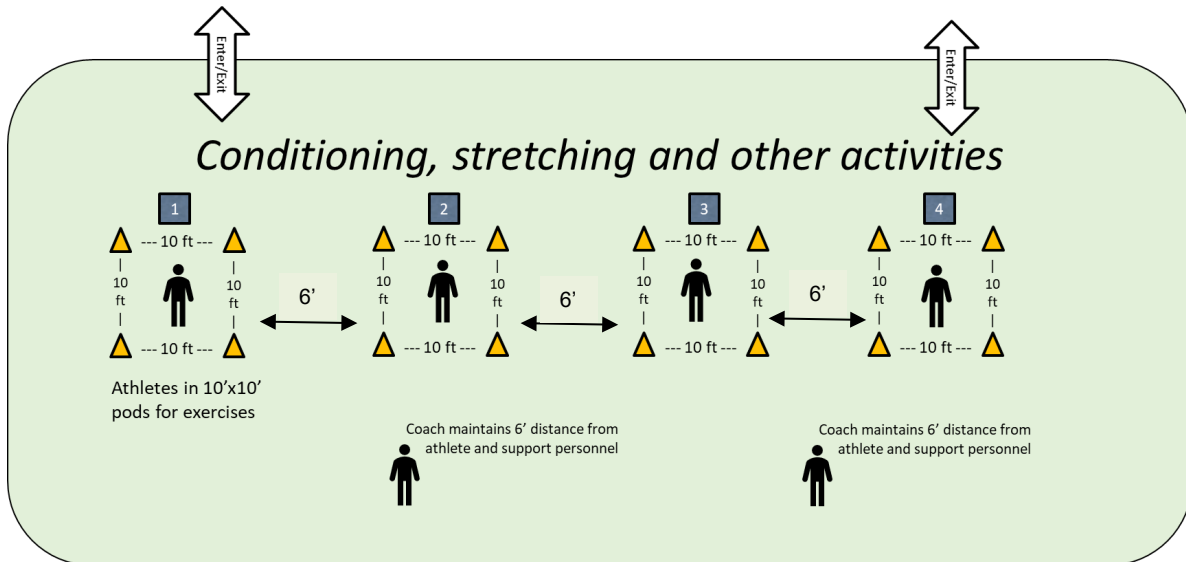 Enter/Exit
Enter/Exit
Conditioning, stretching and other activities
1
2
3
4
--- 10 ft ---
--- 10 ft ---
--- 10 ft ---
--- 10 ft ---
10
ft
10
ft
10
ft
10
ft
10
ft
10
ft
10
ft
10
ft
6’
6’
6’
--- 10 ft ---
--- 10 ft ---
--- 10 ft ---
--- 10 ft ---
Athletes in 10’x10’
pods for exercises
Coach maintains 6’ distance from
athlete and support personnel
Coach maintains 6’ distance from
athlete and support personnel